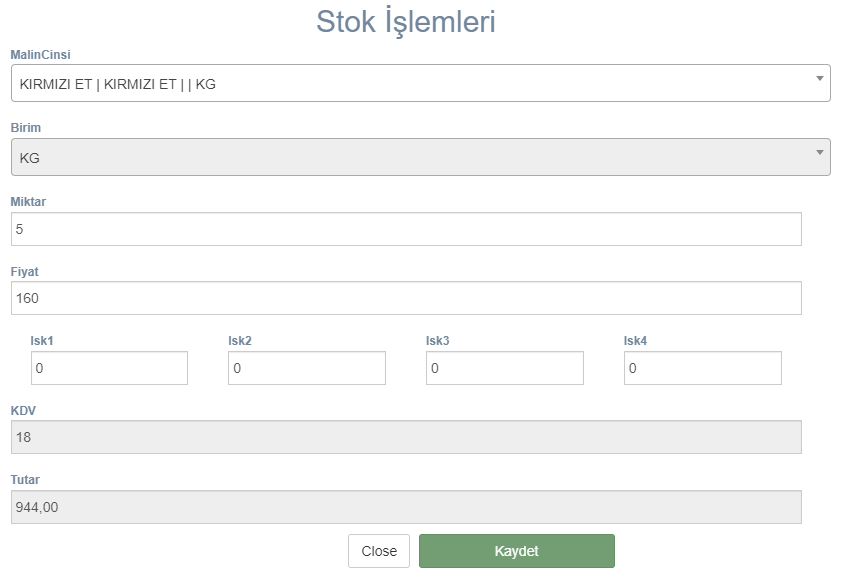 Stok İşlemleri
MalinCinsi
KIRMIZI ET | KIRMIZI ET | | KG
Birim
KG
Miktar
5
Fiyat
160
Isk1 Isk2 Isk3 Isk4
0 0 0 0
KDV
18
Tutar
944,00
Close Kaydet